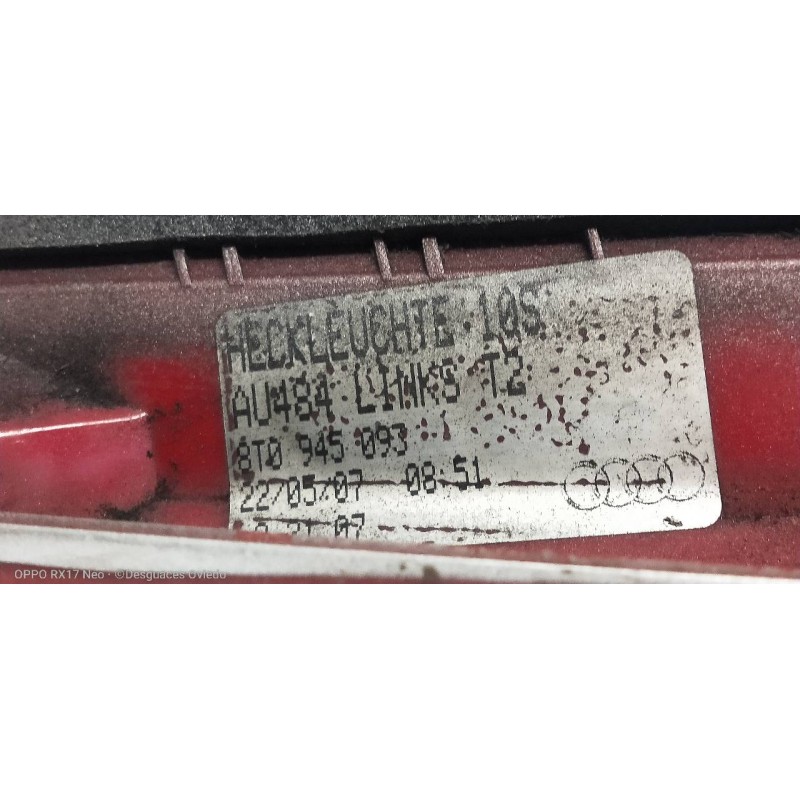 HECKLEUCHTE 10S
AU484 LINKS T2
8T0 945 093
22/05/07 08:51
OPPO RX17 Neo · ©Desguaces Oviedo